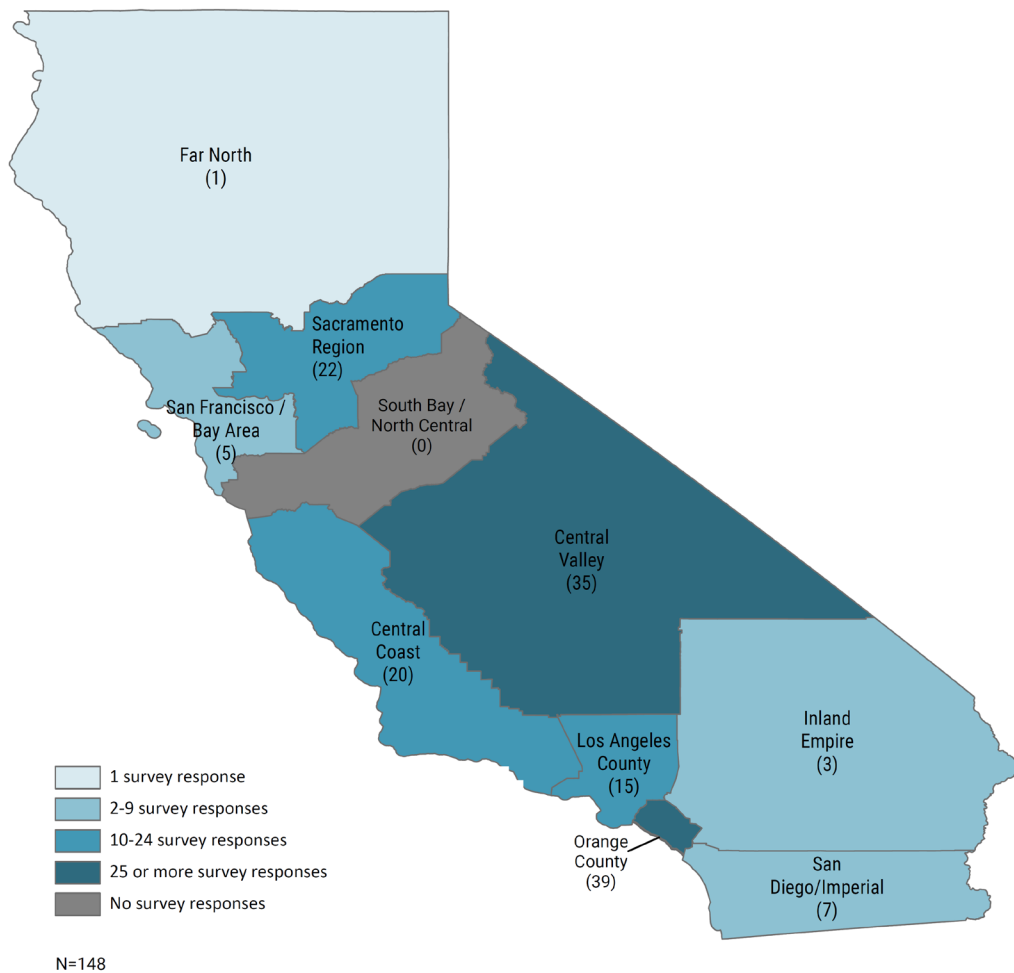 Far North
(1)
Sacramento
Region
(22)
South Bay /
North Central
(0)
San Francisco /
Bay Area
(5)
Central
Valley
(35)
Central
Coast
(20)
Inland
Empire
(3)
Los Angeles
County
(15)
Orange
County
(39)
San
Diego/Imperial
(7)
1 survey response
2-9 survey responses
10-24 survey responses
25 or more survey responses
No survey responses
N=148